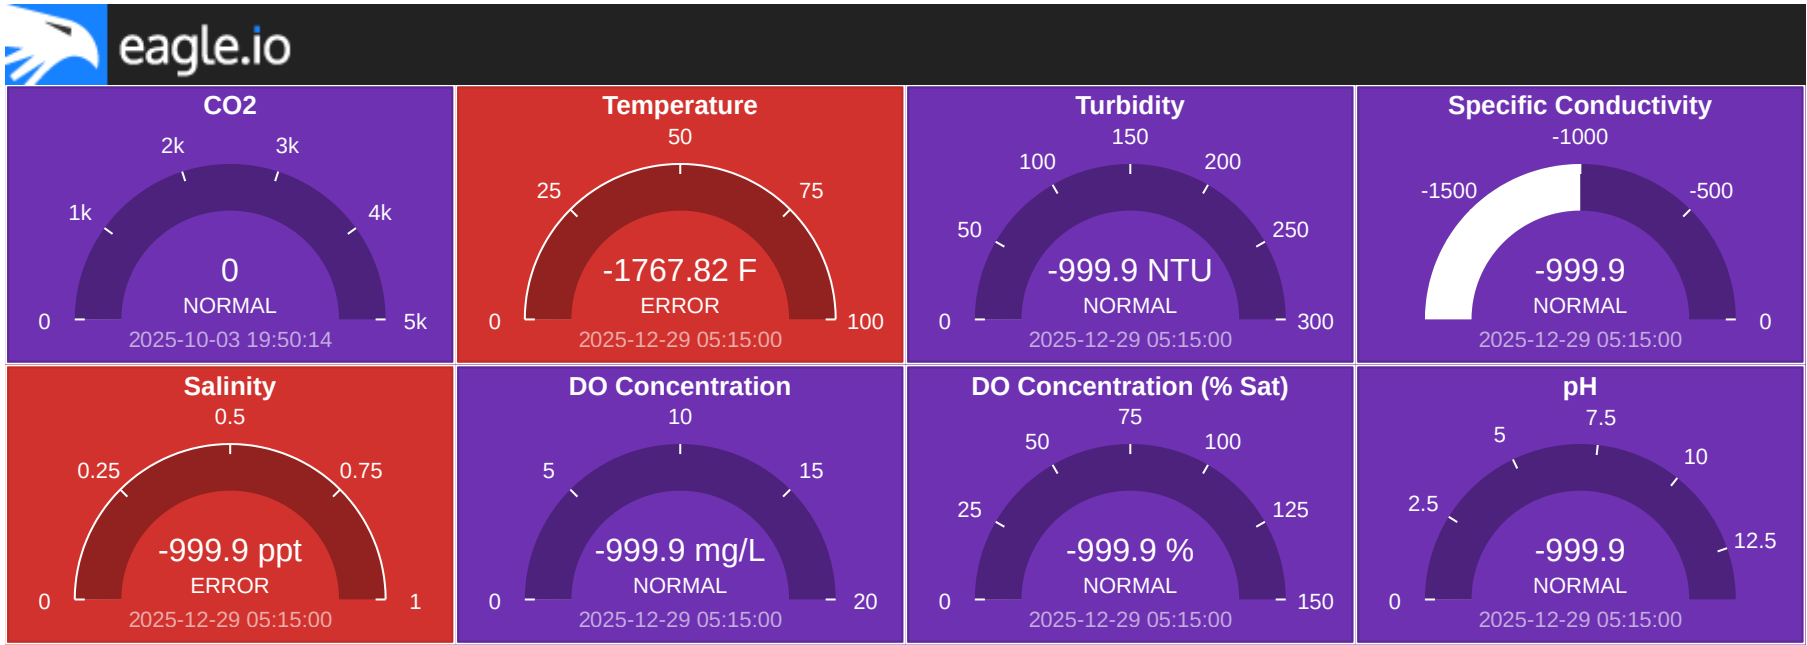 eagle.io
CO2
2k
3k
1k
4k
0
NORMAL
0
5k
2025-10-03 19:50:14
Temperature
50
25
75
-1767.82 F
ERROR
0
100
2025-12-29 05:15:00
Turbidity
150
100
200
50
250
-999.9 NTU
NORMAL
0
300
2025-12-29 05:15:00
Specific Conductivity
-1000
-1500
-500
-999.9
NORMAL
0
2025-12-29 05:15:00
Salinity
0.5
0.25
0.75
-999.9 ppt
ERROR
0
1
2025-12-29 05:15:00
DO Concentration
10
5
15
-999.9 mg/L
NORMAL
0
20
2025-12-29 05:15:00
DO Concentration (% Sat)
75
50
100
25
125
-999.9 %
NORMAL
0
150
2025-12-29 05:15:00
pH
7.5
5
10
2.5
12.5
-999.9
NORMAL
0
2025-12-29 05:15:00